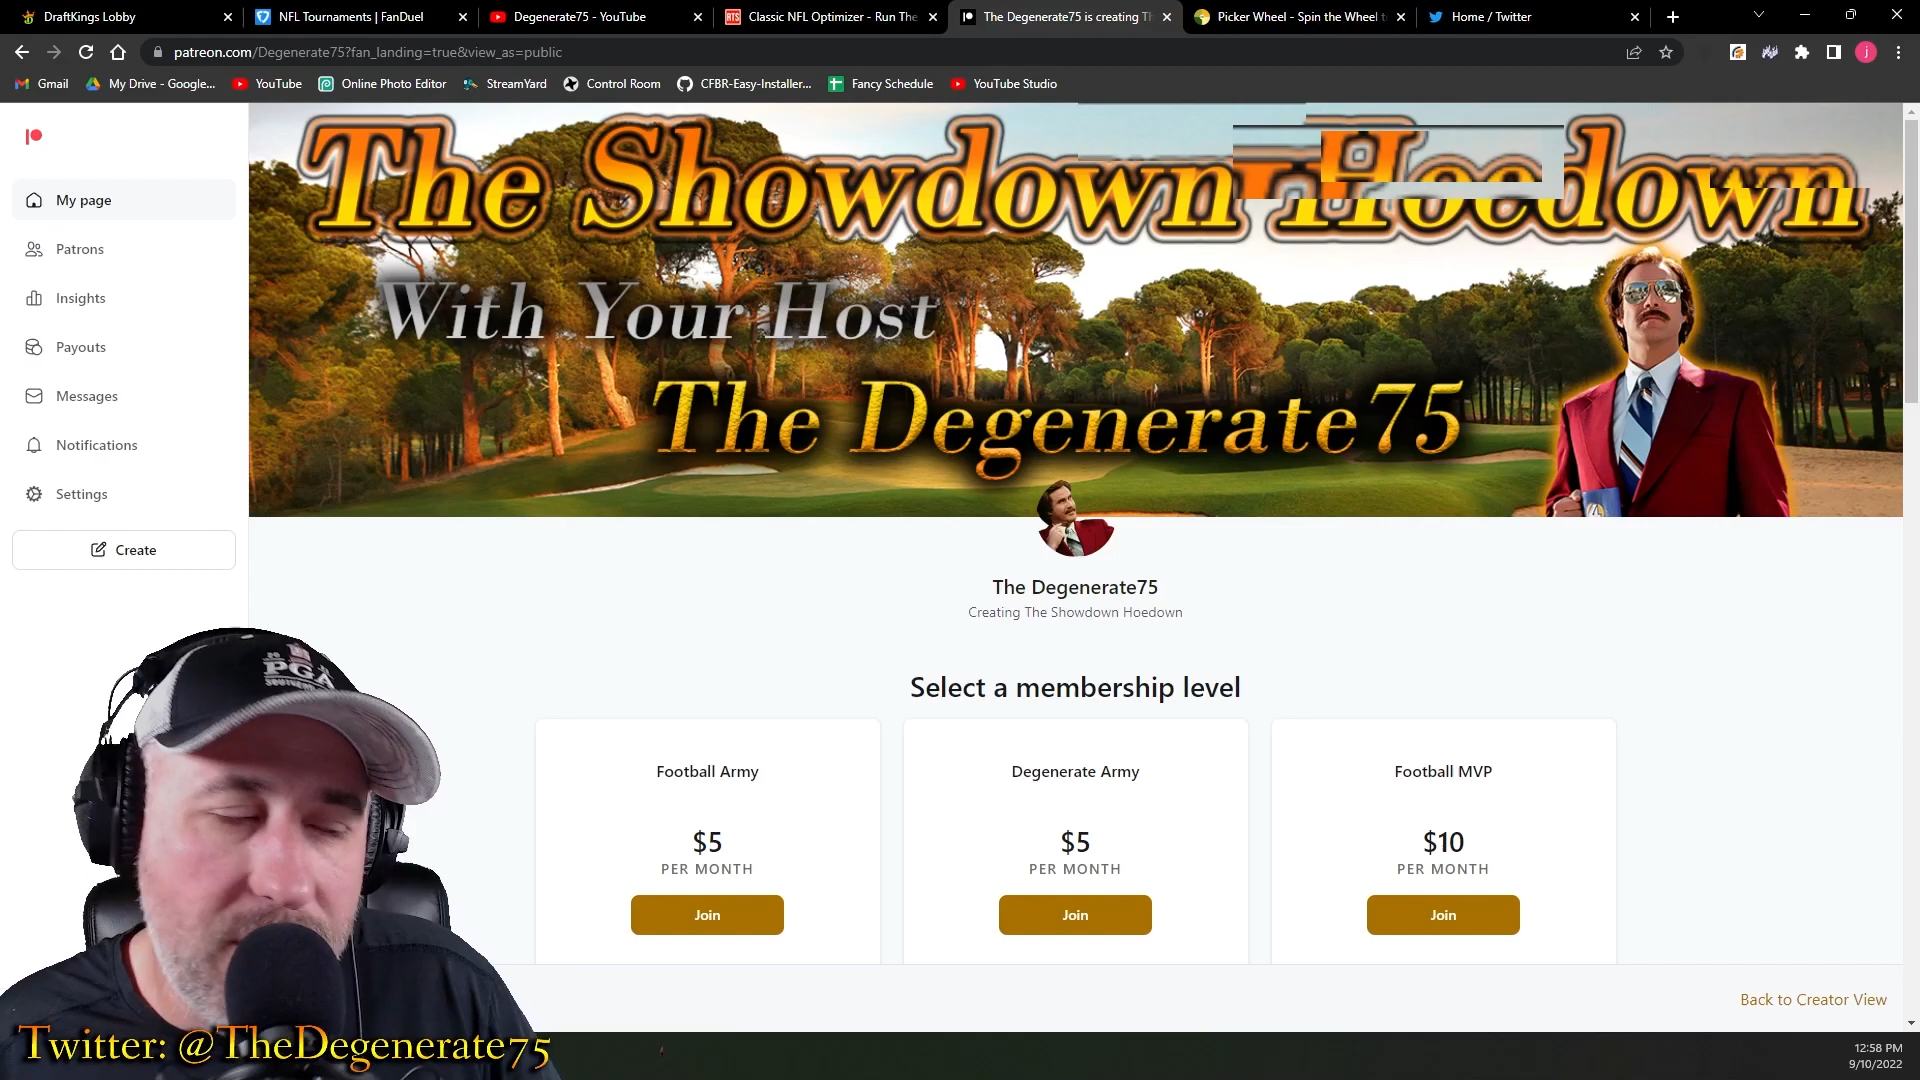 DraftKings Lobby
NFL Tournaments | FanDuel
Degenerate75 - YouTube
RTS
Classic NFL Optimizer - Run The
The Degenerate75 is creating Th
Picker Wheel - Spin the Wheel t
Home / Twitter
patreon.com/Degenerate75?fan_landing=true&view_as=public
j
Gmail
My Drive - Google...
YouTube
Online Photo Editor
StreamYard
Control Room
CFBR-Easy-Installer...
Fancy Schedule
YouTube Studio
The Showdown Hoedown
With Your Host
The Degenerate75
My page
Patrons
Insights
Payouts
Messages
Notifications
Settings
Create
The Degenerate75
Creating The Showdown Hoedown
Select a membership level
Football Army
$5
PER MONTH
Join
Degenerate Army
$5
PER MONTH
Join
Football MVP
$10
PER MONTH
Join
Back to Creator View
PGA
Twitter: @TheDegenerate75
12:58 PM
9/10/2022